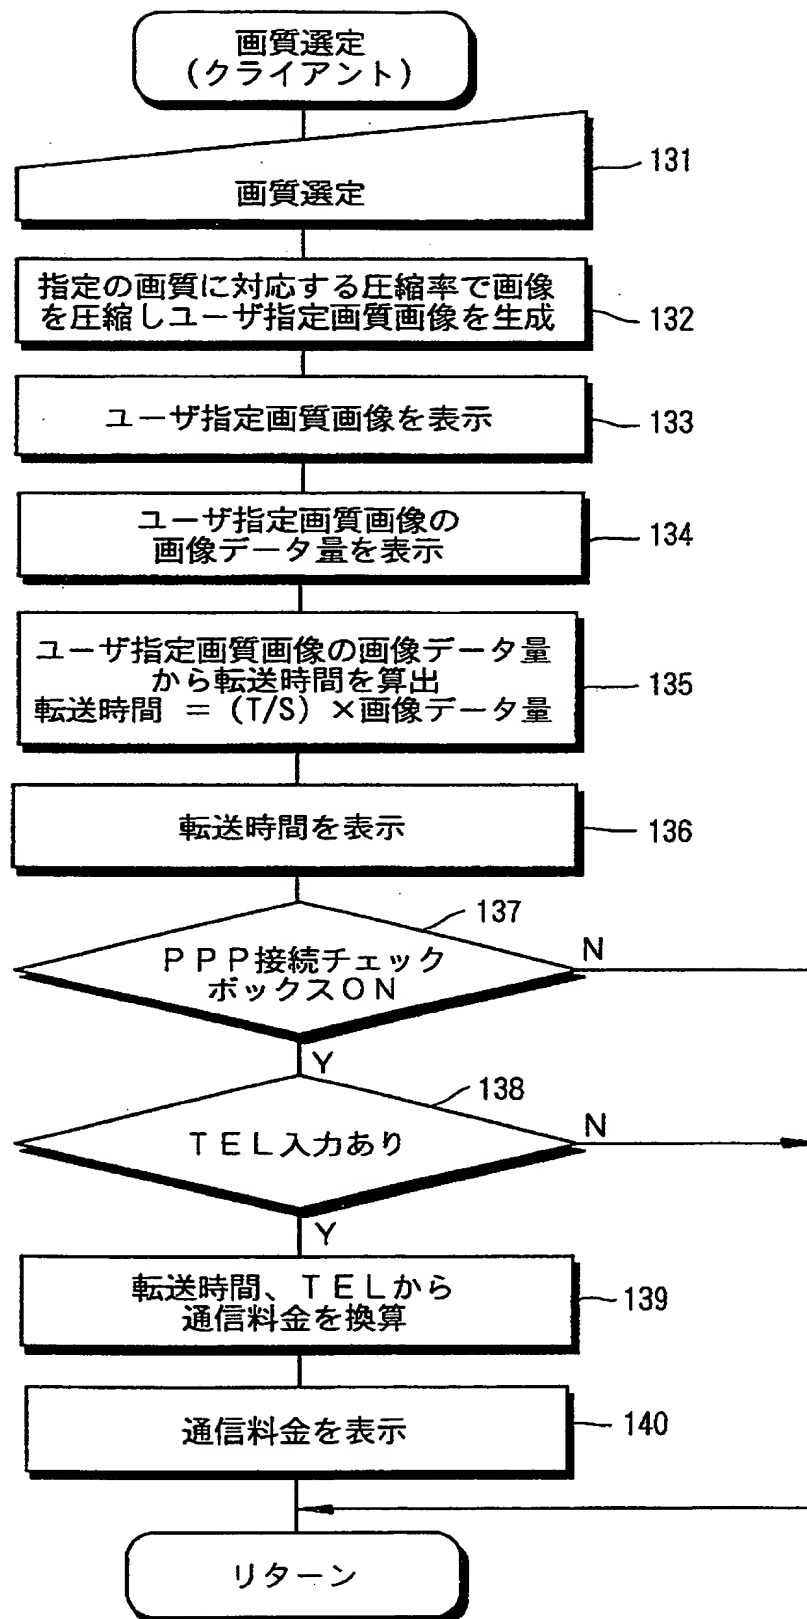 画質選定
(クライアント)
131
画質選定
指定の画質に対応する圧縮率で画像
を圧縮しユーザ指定画質画像を生成
132
ユーザ指定画質画像を表示
133
ユーザ指定画質画像の
画像データ量を表示
134
ユーザ指定画質画像の画像データ量
から転送時間を算出
転送時間 = (T/S) ×画像データ量
135
転送時間を表示
136
137
PPP接続チェック
ボックスON
N
Y
138
TEL入力あり
N
Y
転送時間、TELから
通信料金を換算
139
通信料金を表示
140
リターン